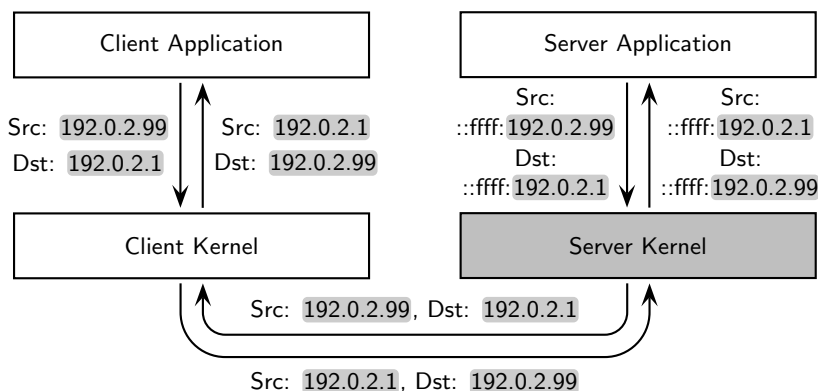 Client Application
Server Application
Src: 192.0.2.99
Dst: 192.0.2.1
Src: 192.0.2.1
Dst: 192.0.2.99
Src:
::ffff:192.0.2.99
Dst:
::ffff:192.0.2.1
Src:
::ffff:192.0.2.1
Dst:
::ffff:192.0.2.99
Client Kernel
Server Kernel
Src: 192.0.2.99, Dst: 192.0.2.1
Src: 192.0.2.1, Dst: 192.0.2.99